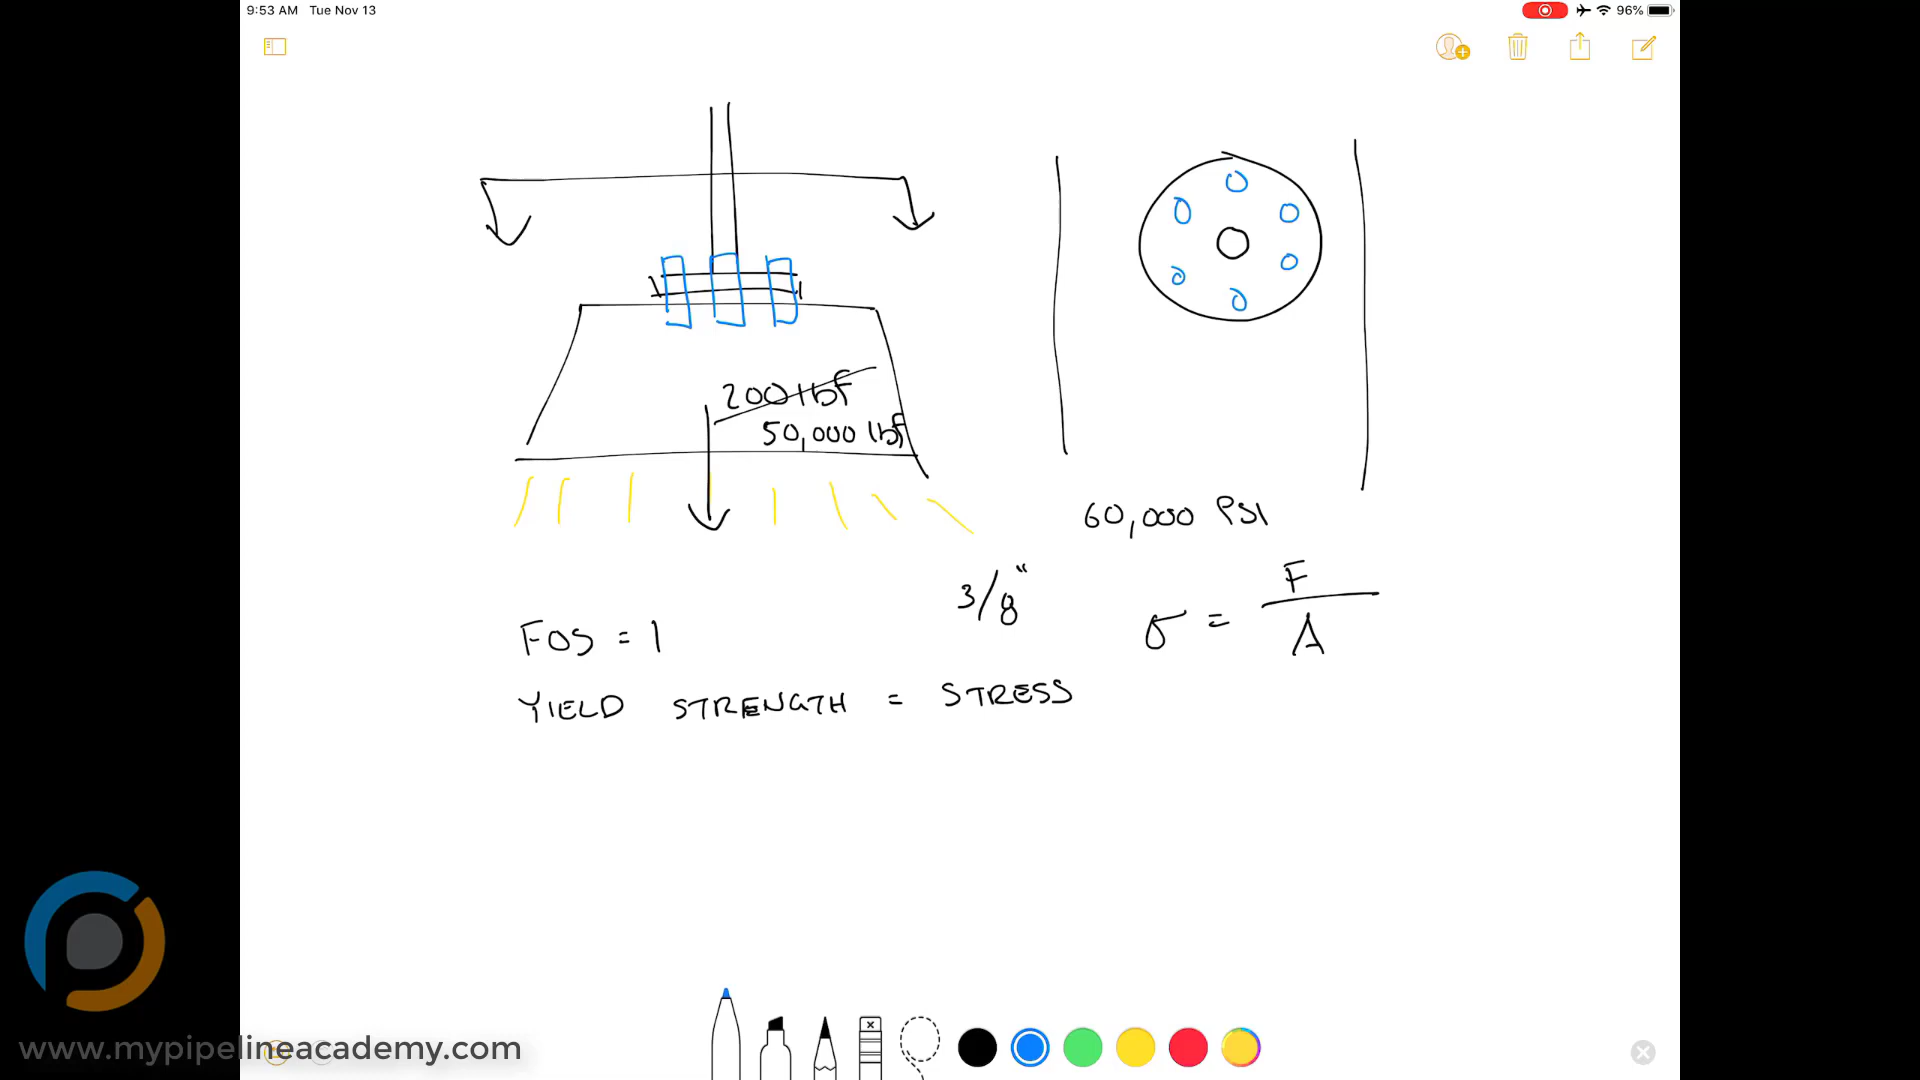 9:53 AM Tue Nov 13
96%
200 lbf
50,000 lbf
60,000 PSI
3/8"
F
σ = 
A
FOS = 1
YIELD STRENGTH = STRESS
www.mypipelineacademy.com